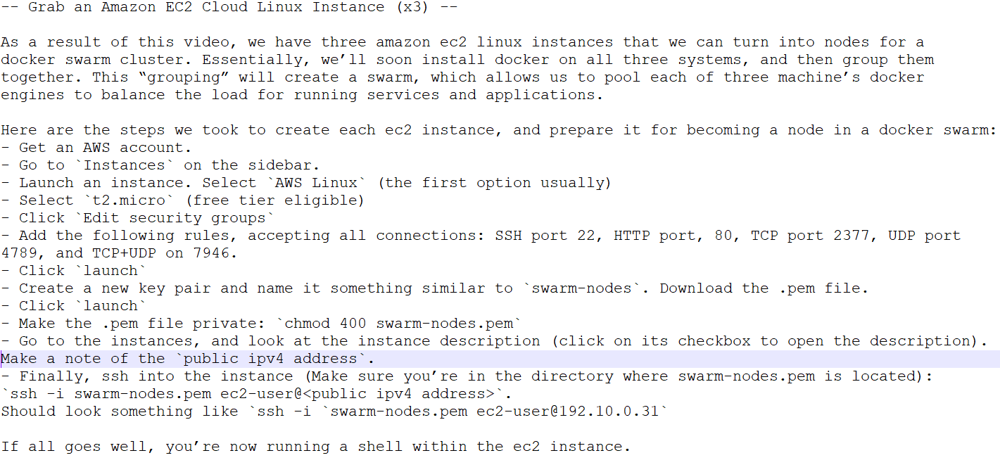 -- Grab an Amazon EC2 Cloud Linux Instance (x3) --
As a result of this video, we have three amazon ec2 linux instances that we can turn into nodes for a
docker swarm cluster. Essentially, we’ll soon install docker on all three systems, and then group them
together. This “grouping” will create a swarm, which allows us to pool each of three machine’s docker
engines to balance the load for running services and applications.
Here are the steps we took to create each ec2 instance, and prepare it for becoming a node in a docker swarm:
- Get an AWS account.
- Go to `Instances` on the sidebar.
- Launch an instance. Select `AWS Linux` (the first option usually)
- Select `t2.micro` (free tier eligible)
- Click `Edit security groups`
- Add the following rules, accepting all connections: SSH port 22, HTTP port, 80, TCP port 2377, UDP port
4789, and TCP+UDP on 7946.
- Click `launch`
- Create a new key pair and name it something similar to `swarm-nodes`. Download the .pem file.
- Click `launch`
- Make the .pem file private: `chmod 400 swarm-nodes.pem`
- Go to the instances, and look at the instance description (click on its checkbox to open the description).
Make a note of the `public ipv4 address`.
- Finally, ssh into the instance (Make sure you’re in the directory where swarm-nodes.pem is located):
`ssh -i swarm-nodes.pem ec2-user@<public ipv4 address>`.
Should look something like `ssh -i `swarm-nodes.pem ec2-user@192.10.0.31`
If all goes well, you’re now running a shell within the ec2 instance.